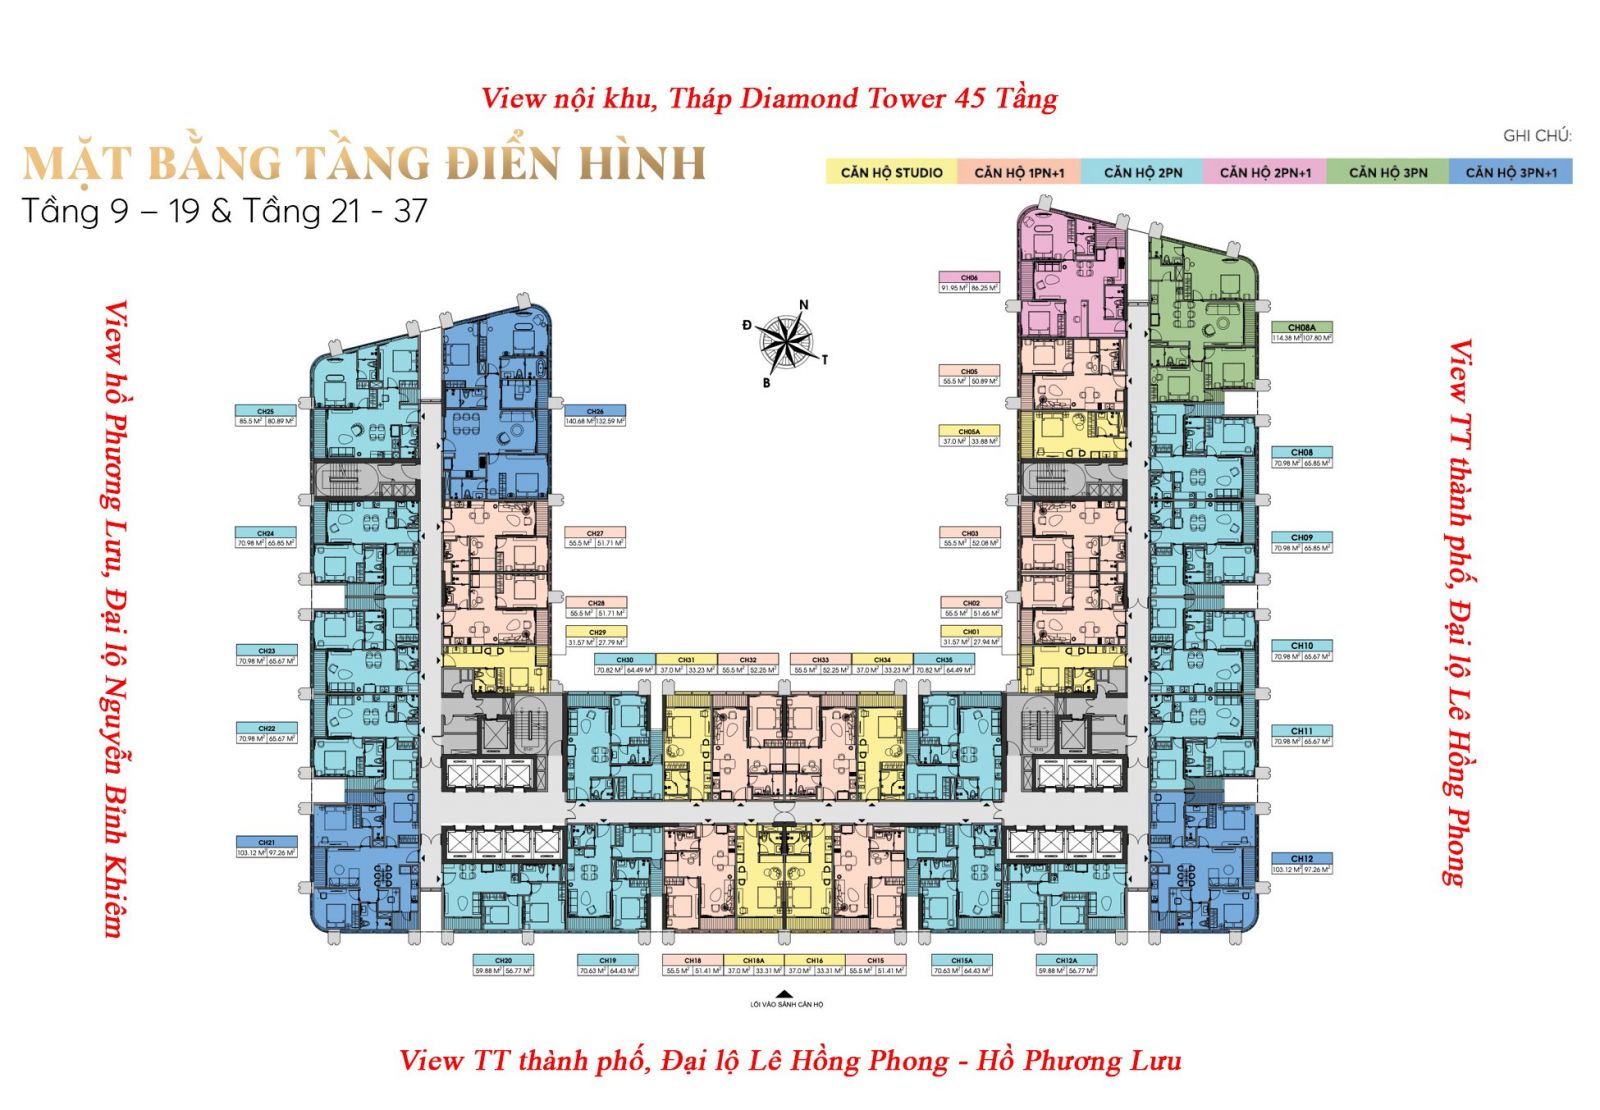 View nội khu, Tháp Diamond Tower 45 Tầng
MẶT BẰNG TẦNG ĐIỂN HÌNH
Tầng 9 – 19 & Tầng 21 - 37
GHI CHÚ:
CĂN HỘ STUDIO
CĂN HỘ 1PN+1
CĂN HỘ 2PN
CĂN HỘ 2PN+1
CĂN HỘ 3PN
CĂN HỘ 3PN+1
View hồ Phương Lưu, Đại lộ Nguyễn Bỉnh Khiêm
N
Đ
T
B
View TT thành phố, Đại lộ Lê Hồng Phong
CH06
91.95 M² 86.25 M²
CH08A
114.38 M² 107.80 M²
CH05
55.5 M² 50.89 M²
CH05A
37.0 M² 33.88 M²
CH25
85.5 M² 80.89 M²
CH26
140.68 M² 132.59 M²
CH08
70.98 M² 65.85 M²
CH24
70.98 M² 65.85 M²
CH27
55.5 M² 51.71 M²
CH03
55.5 M² 52.08 M²
CH09
70.98 M² 65.85 M²
CH28
55.5 M² 51.71 M²
CH02
55.5 M² 51.65 M²
CH29
31.57 M² 27.79 M²
CH01
31.57 M² 27.94 M²
CH23
70.98 M² 65.67 M²
CH10
70.98 M² 65.67 M²
CH30
70.82 M² 64.49 M²
CH31
37.0 M² 33.23 M²
CH32
55.5 M² 52.25 M²
CH33
55.5 M² 52.25 M²
CH34
37.0 M² 33.23 M²
CH35
70.82 M² 64.49 M²
CH22
70.98 M² 65.67 M²
CH11
70.98 M² 65.67 M²
CH21
103.12 M² 97.26 M²
CH12
103.12 M² 97.26 M²
CH20
59.88 M² 56.77 M²
CH19
70.63 M² 64.43 M²
CH18
55.5 M² 51.41 M²
CH18A
37.0 M² 33.31 M²
CH16
37.0 M² 33.31 M²
CH15
55.5 M² 51.41 M²
CH15A
70.63 M² 64.43 M²
CH12A
59.88 M² 56.77 M²
LỐI VÀO SẢNH CĂN HỘ
View TT thành phố, Đại lộ Lê Hồng Phong - Hồ Phương Lưu